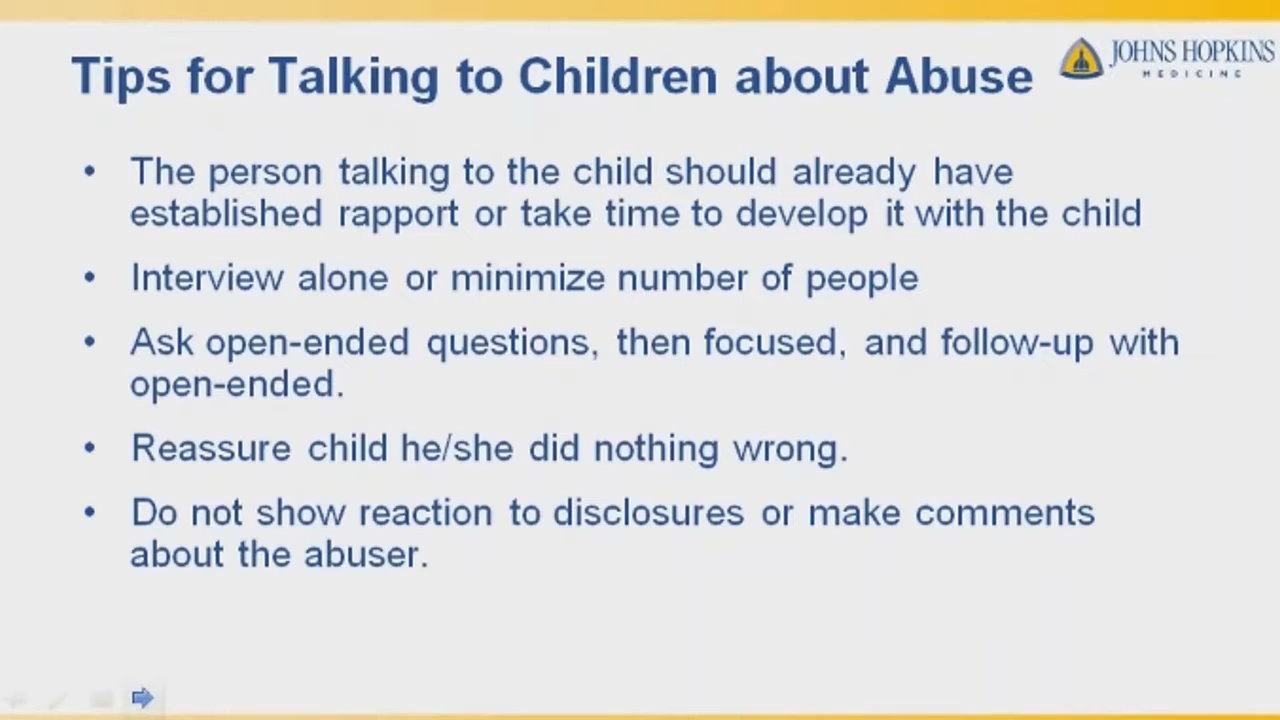 Tips for Talking to Children about Abuse
JOHNS HOPKINS
MEDICINE
• The person talking to the child should already have
established rapport or take time to develop it with the child
• Interview alone or minimize number of people
• Ask open-ended questions, then focused, and follow-up with
open-ended.
• Reassure child he/she did nothing wrong.
• Do not show reaction to disclosures or make comments
about the abuser.